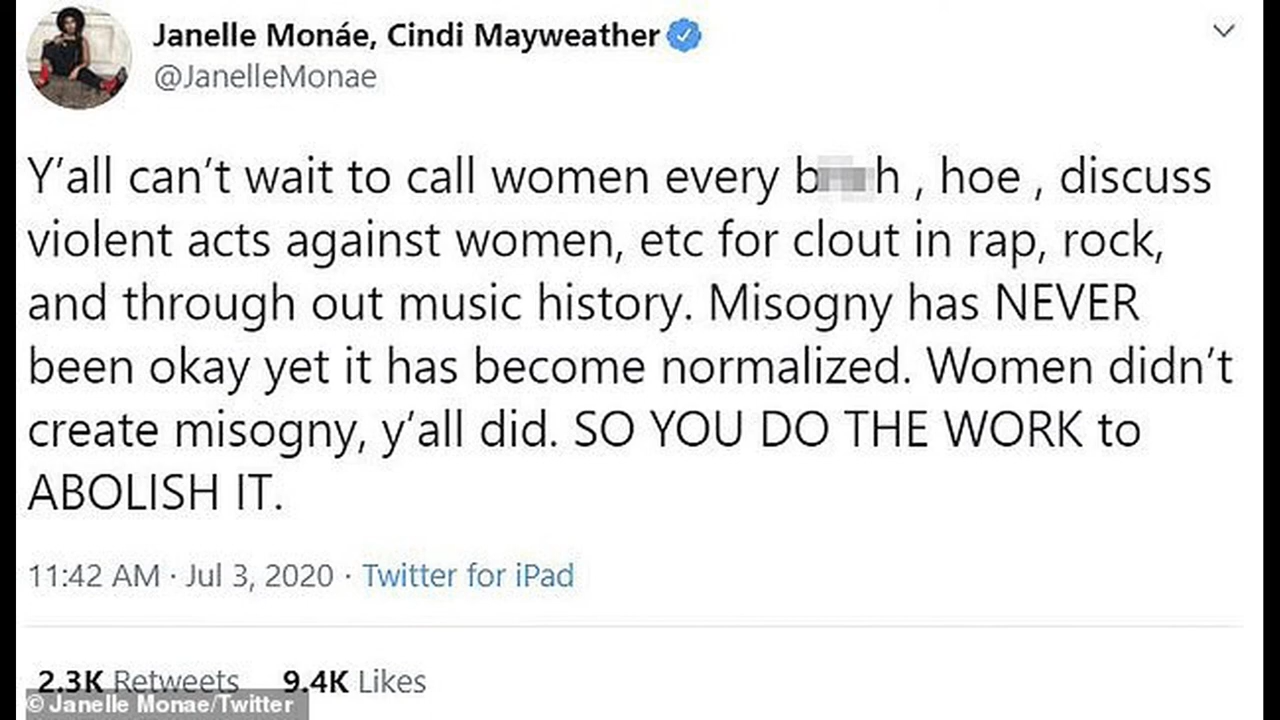 Janelle Monáe, Cindi Mayweather
@JanelleMonae
Y'all can't wait to call women every b h , hoe , discuss
violent acts against women, etc for clout in rap, rock,
and through out music history. Misogny has NEVER
been okay yet it has become normalized. Women didn't
create misogny, y'all did. SO YOU DO THE WORK to
ABOLISH IT.
11:42 AM · Jul 3, 2020 · Twitter for iPad
2.3K Retweets 9.4K Likes
© Janelle Monae/Twitter